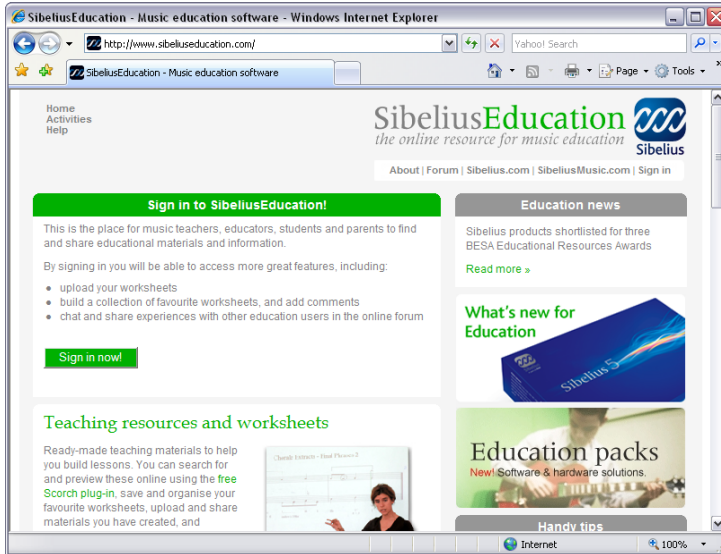 SibeliusEducation - Music education software - Windows Internet Explorer
http://www.sibeliuseducation.com/
Yahoo! Search
SibeliusEducation - Music education software
Page
Tools
Home
Activities
Help
SibeliusEducation
the online resource for music education
Sibelius
About | Forum | Sibelius.com | SibeliusMusic.com | Sign in
Sign in to SibeliusEducation!
This is the place for music teachers, educators, students and parents to find
and share educational materials and information.
By signing in you will be able to access more great features, including:
upload your worksheets
build a collection of favourite worksheets, and add comments
chat and share experiences with other education users in the online forum
Sign in now!
Education news
Sibelius products shortlisted for three
BESA Educational Resources Awards
Read more »
What's new for
Education
Sibelius 5
Teaching resources and worksheets
Ready-made teaching materials to help
you build lessons. You can search for
and preview these online using the free
Scorch plug-in, save and organise your
favourite worksheets, upload and share
materials you have created, and
Education packs
New! Software & hardware solutions.
Handy tips
Internet
100%